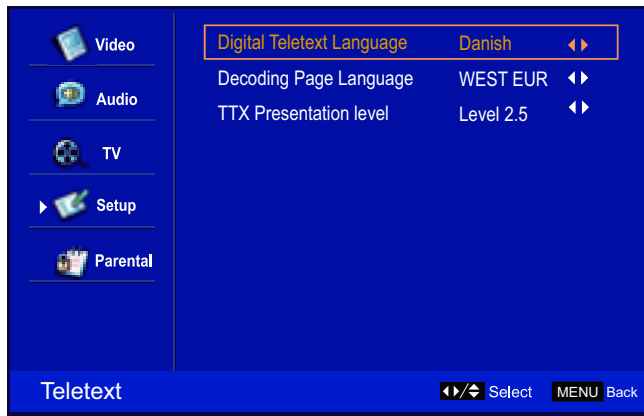 Video
Audio
TV
Setup
Parental
Digital Teletext Language Danish
Decoding Page Language WEST EUR
TTX Presentation level Level 2.5
Teletext
Select MENU Back